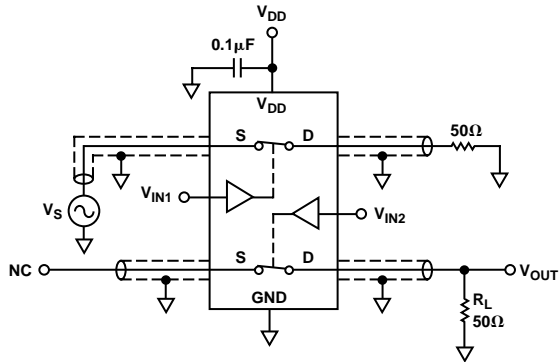 VDD
0.1µF
VDD
S D
50Ω
VIN1
VIN2
VS
S D
NC
VOUT
GND
RL
50Ω